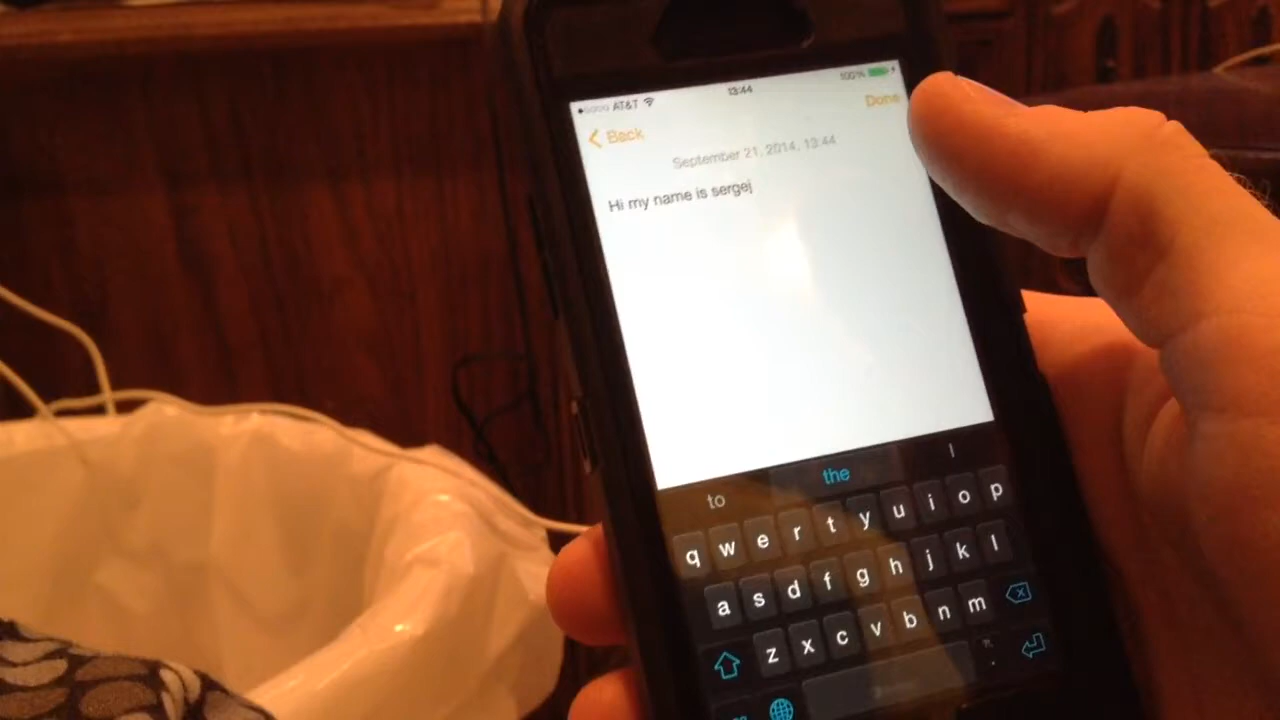 AT&T 13:44 100%
Back Done
September 21, 2014, 13:44
Hi my name is sergej
to the I
q w e r t y u i o p
a s d f g h j k l
z x c v b n m
.